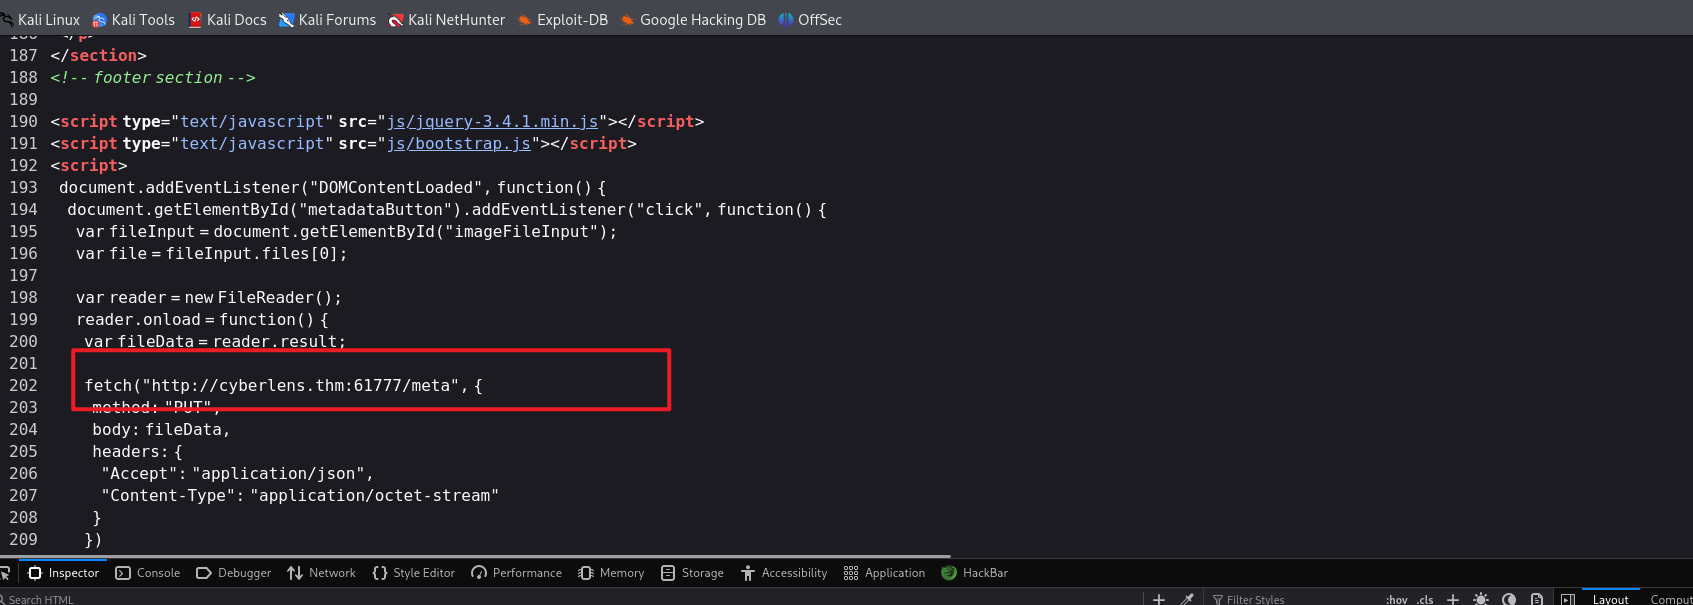 Kali Linux Kali Tools Kali Docs Kali Forums Kali NetHunter Exploit-DB Google Hacking DB OffSec
186 </p>
187 </section>
188 <!-- footer section -->
189
190 <script type="text/javascript" src="js/jquery-3.4.1.min.js"></script>
191 <script type="text/javascript" src="js/bootstrap.js"></script>
192 <script>
193 document.addEventListener("DOMContentLoaded", function() {
194 document.getElementById("metadataButton").addEventListener("click", function() {
195 var fileInput = document.getElementById("imageFileInput");
196 var file = fileInput.files[0];
197
198 var reader = new FileReader();
199 reader.onload = function() {
200 var fileData = reader.result;
201
202 fetch("http://cyberlens.thm:61777/meta", {
203 method: "PUT",
204 body: fileData,
205 headers: {
206 "Accept": "application/json",
207 "Content-Type": "application/octet-stream"
208 }
209 })
Inspector Console Debugger Network Style Editor Performance Memory Storage Accessibility Application HackBar
Search HTML Filter Styles :hov .cls Layout Comput